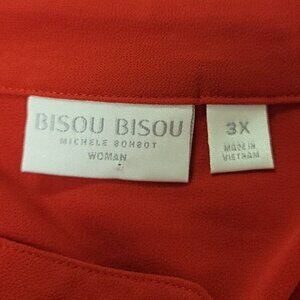 BISOU BISOU
MICHELE BOHBOT
WOMAN
3X
MADE IN
VIETNAM